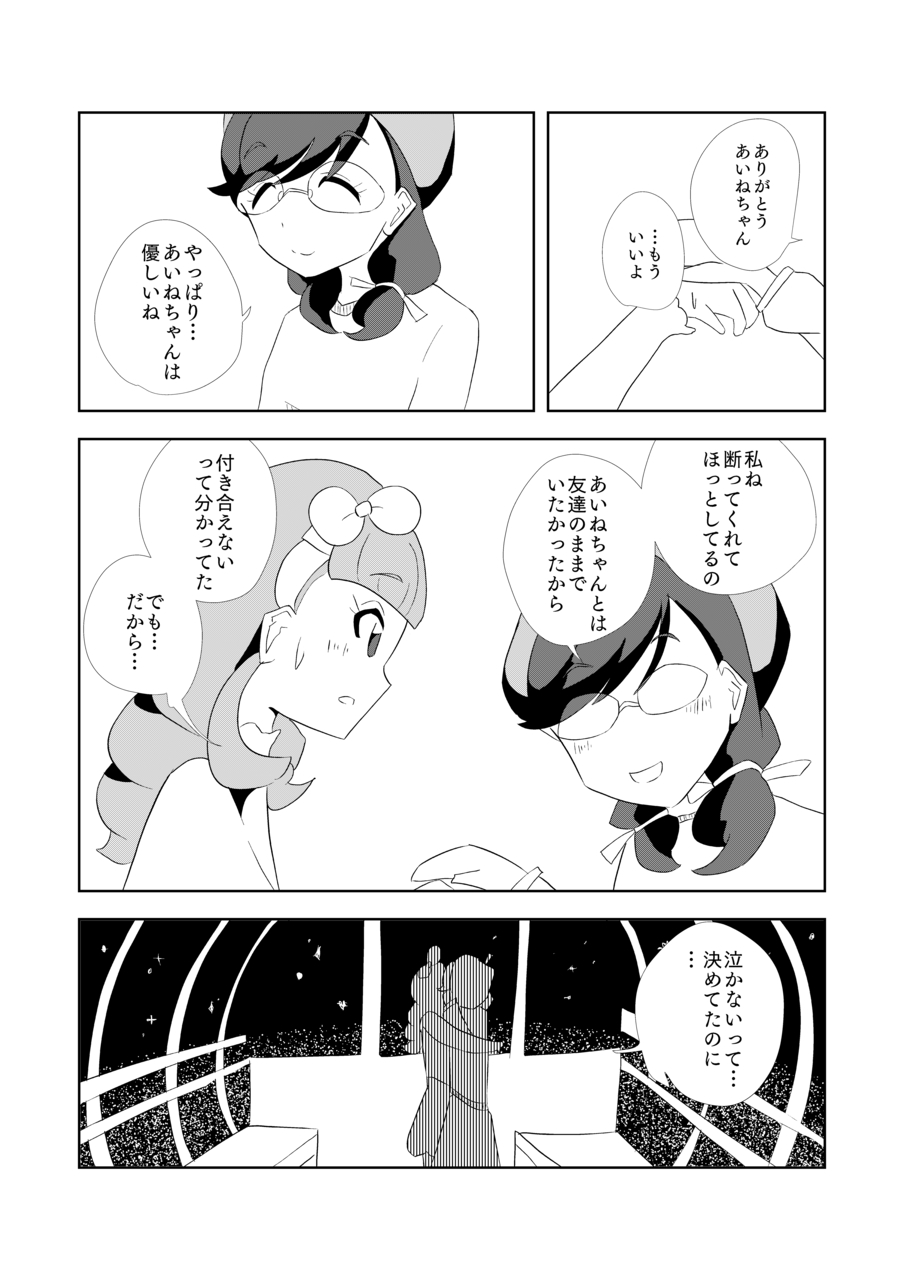 ありがとう
あいねちゃん
…もう
いいよ
やっぱり…
あいねちゃんは
優しいね
私ね
断ってくれて
ほっとしてるの
あいねちゃんとは
友達のままで
いたかったから
付き合えない
って分かってた
でも…
だから…
泣かないって…
決めてたのに
…